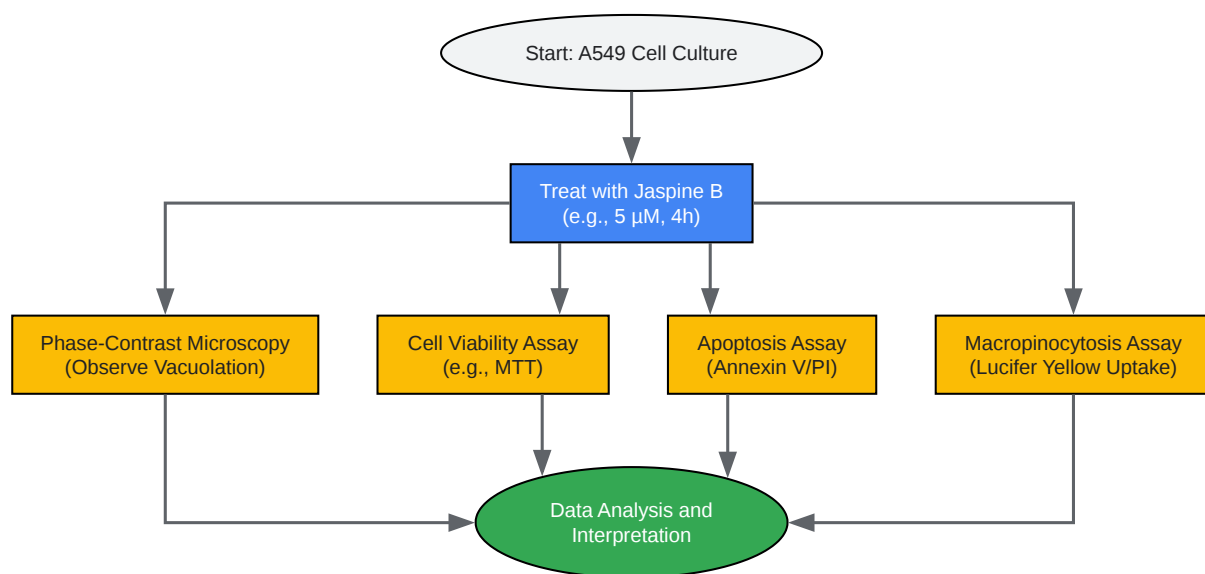 Start: A549 Cell Culture
Treat with Jaspine B
(e.g., 5 µM, 4h)
Phase-Contrast Microscopy
(Observe Vacuolation)
Cell Viability Assay
(e.g., MTT)
Apoptosis Assay
(Annexin V/PI)
Macropinocytosis Assay
(Lucifer Yellow Uptake)
Data Analysis and
Interpretation